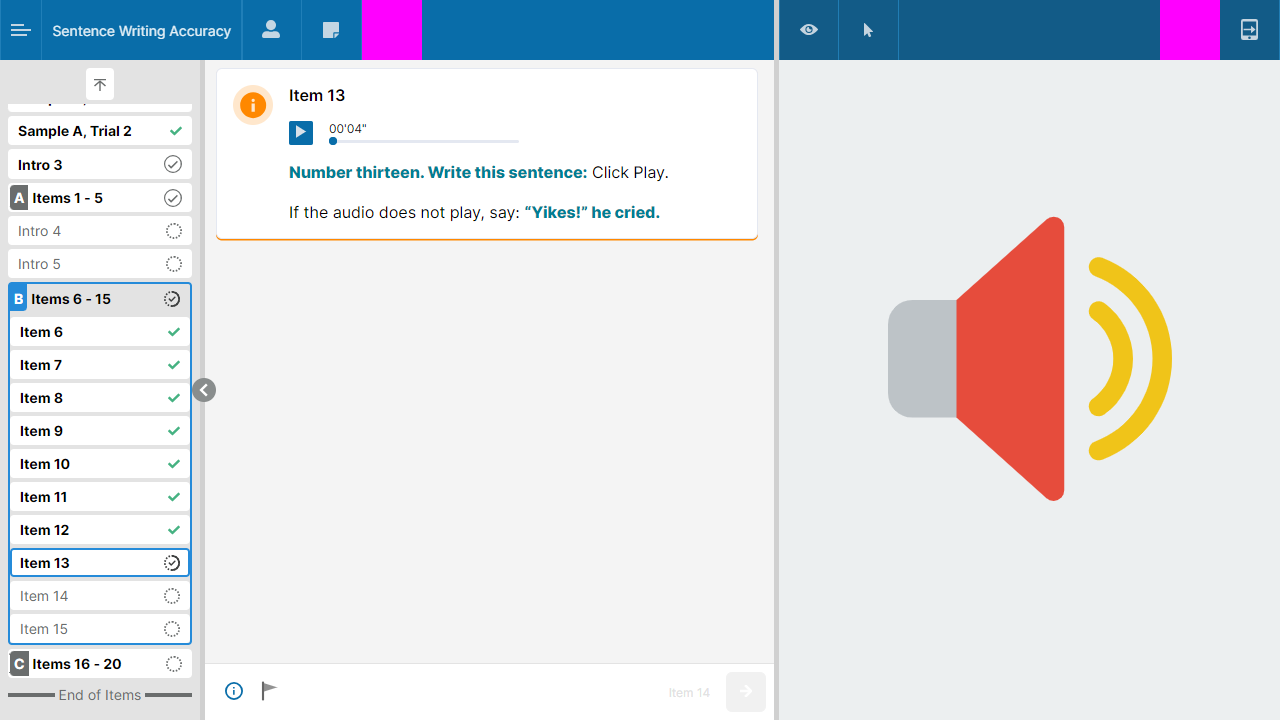 Sentence Writing Accuracy
Sample A, Trial 2
Intro 3
A Items 1 - 5
Intro 4
Intro 5
B Items 6 - 15
Item 6
Item 7
Item 8
Item 9
Item 10
Item 11
Item 12
Item 13
Item 14
Item 15
C Items 16 - 20
End of Items
Item 13
00'04"
Number thirteen. Write this sentence: Click Play.
If the audio does not play, say: “Yikes!” he cried.
Item 14